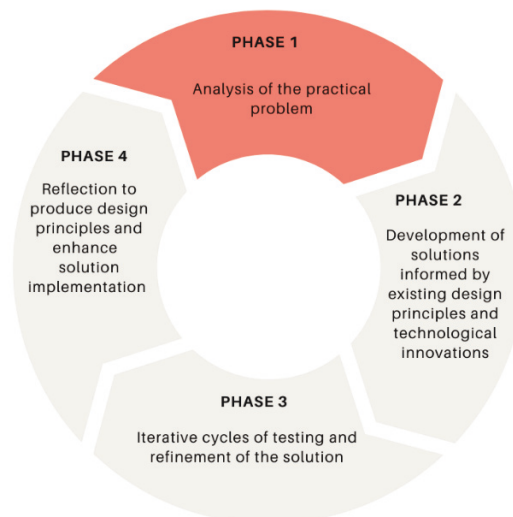 PHASE 1
Analysis of the practical
problem
PHASE 2
Development of
solutions
informed by
existing design
principles and
technological
innovations
PHASE 3
Iterative cycles of testing and
refinement of the solution
PHASE 4
Reflection to
produce design
principles and
enhance
solution
implementation